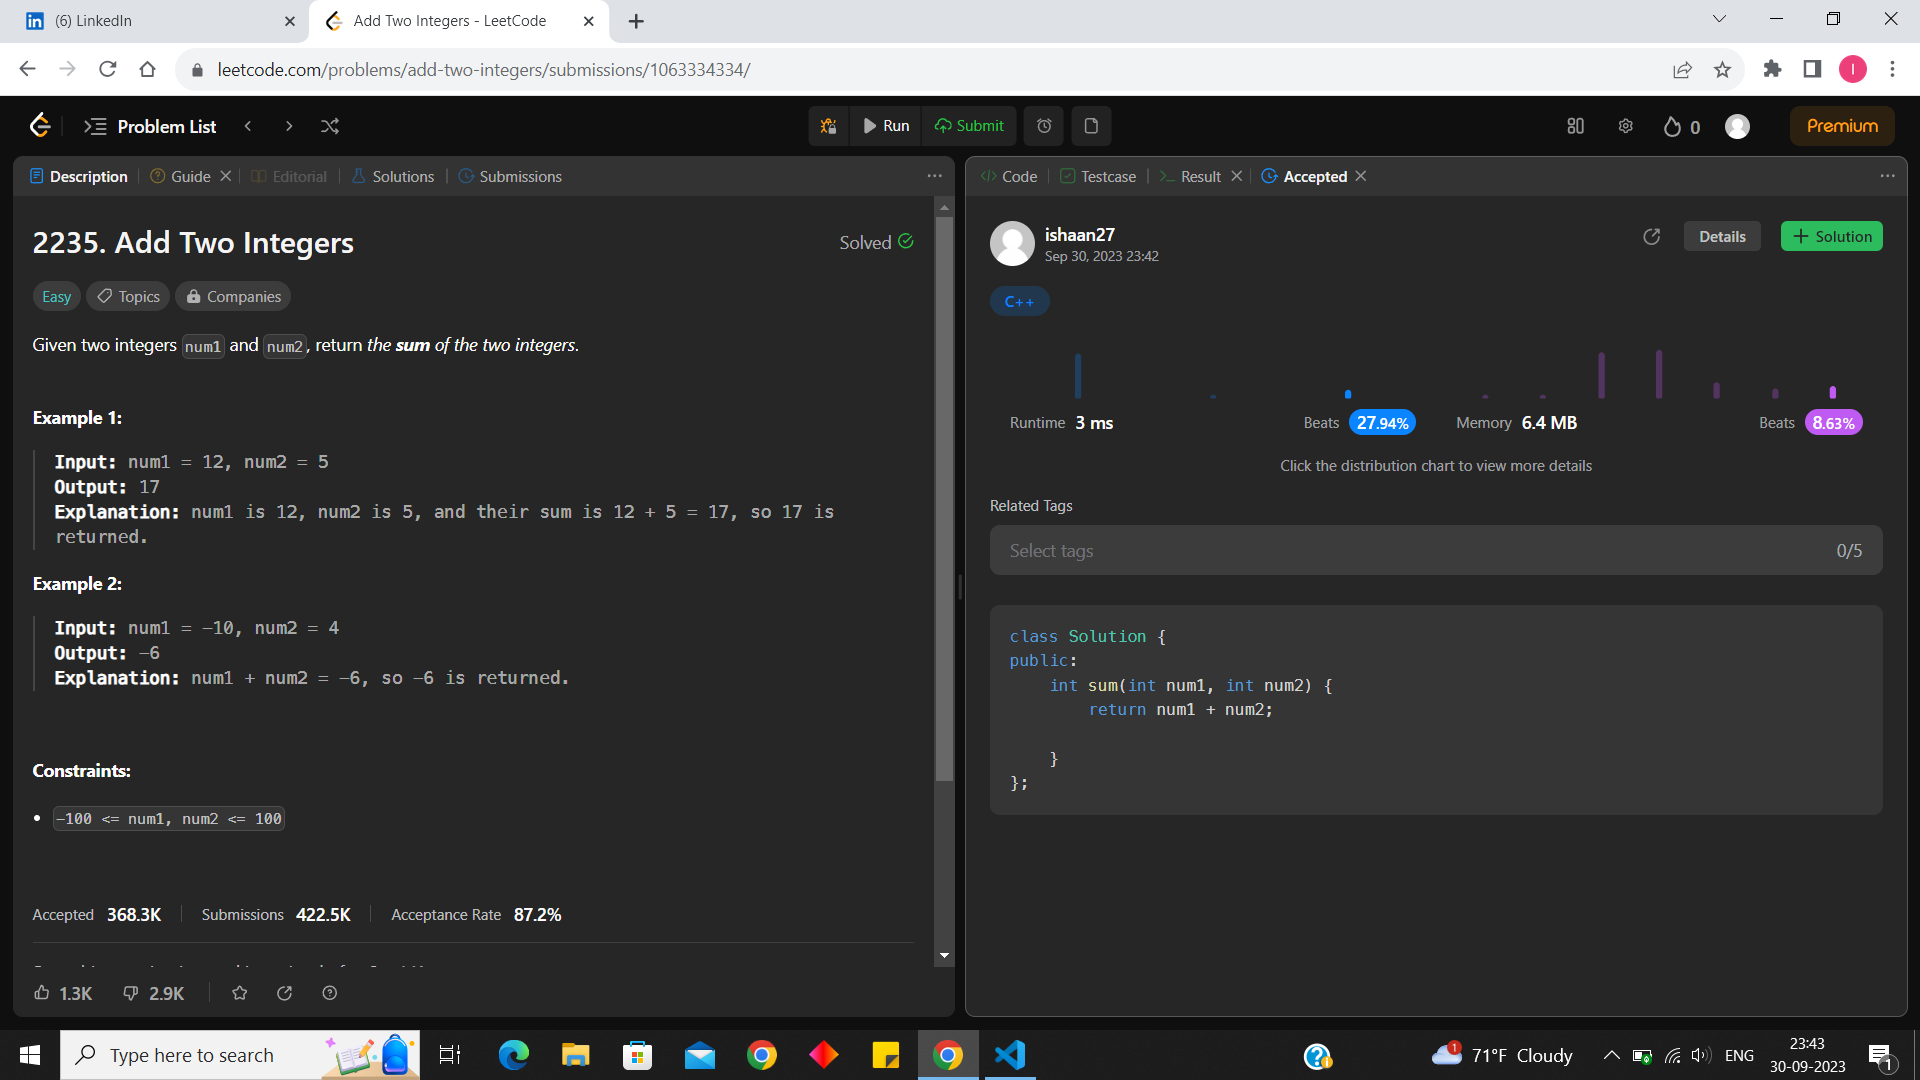 (6) LinkedIn
Add Two Integers - LeetCode
leetcode.com/problems/add-two-integers/submissions/1063334334/
I
Problem List
Run
Submit
0
Premium
Description
Guide
Editorial
Solutions
Submissions
2235. Add Two Integers
Solved
Easy
Topics
Companies
Given two integers num1 and num2, return the sum of the two integers.
Example 1:
Input: num1 = 12, num2 = 5
Output: 17
Explanation: num1 is 12, num2 is 5, and their sum is 12 + 5 = 17, so 17 is
returned.
Example 2:
Input: num1 = -10, num2 = 4
Output: -6
Explanation: num1 + num2 = -6, so -6 is returned.
Constraints:
-100 <= num1, num2 <= 100
Accepted 368.3K
Submissions 422.5K
Acceptance Rate 87.2%
1.3K
2.9K
Code
Testcase
Result
Accepted
ishaan27
Sep 30, 2023 23:42
Details
Solution
C++
Runtime 3 ms
Beats 27.94%
Memory 6.4 MB
Beats 8.63%
Click the distribution chart to view more details
Related Tags
Select tags
0/5
class Solution {
public:
    int sum(int num1, int num2) {
        return num1 + num2;
    }
};
Type here to search
1
71°F Cloudy
ENG
23:43
30-09-2023
1